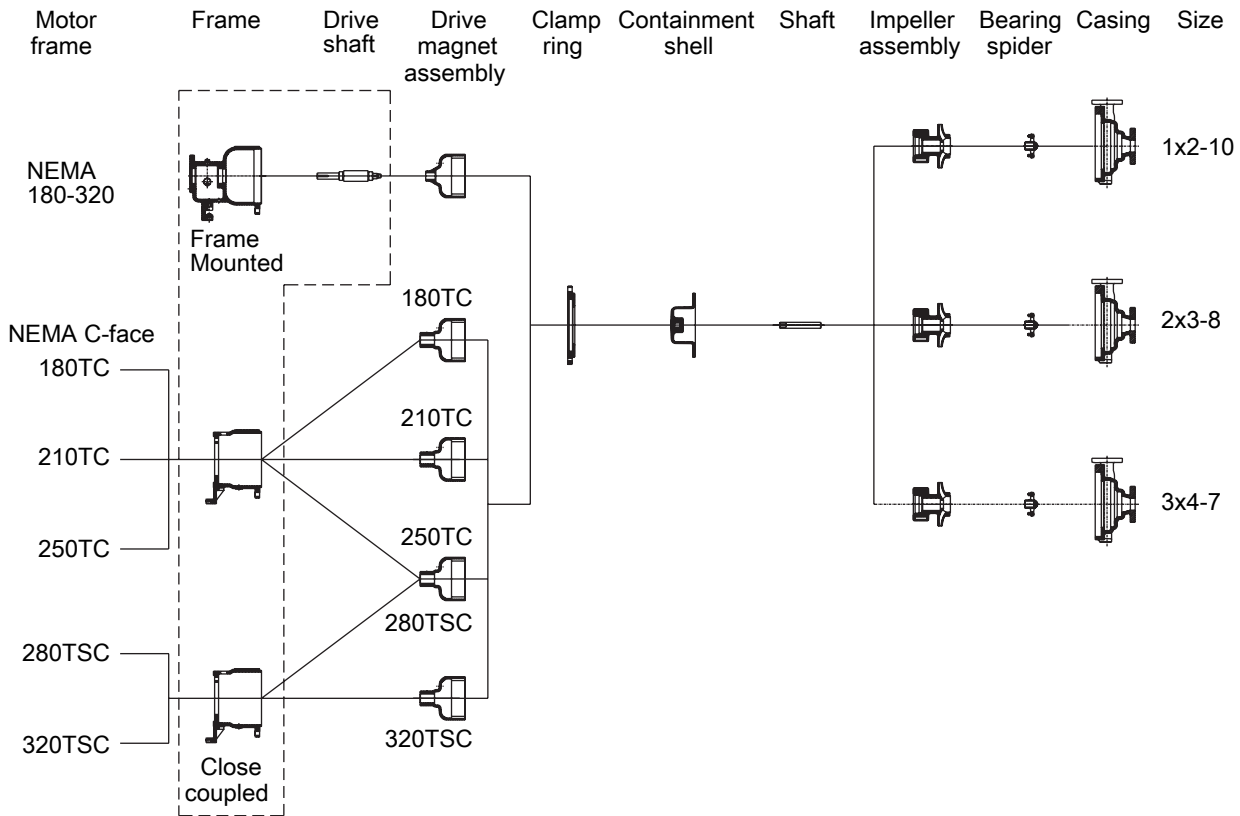 Motor
frame
Frame
Drive
shaft
Drive
magnet
assembly
Clamp
ring
Containment
shell
Shaft
Impeller
assembly
Bearing
spider
Casing
Size
NEMA
180-320
Frame
Mounted
1x2-10
NEMA C-face
180TC
210TC
250TC
280TSC
320TSC
180TC
210TC
250TC
280TSC
320TSC
Close
coupled
2x3-8
3x4-7